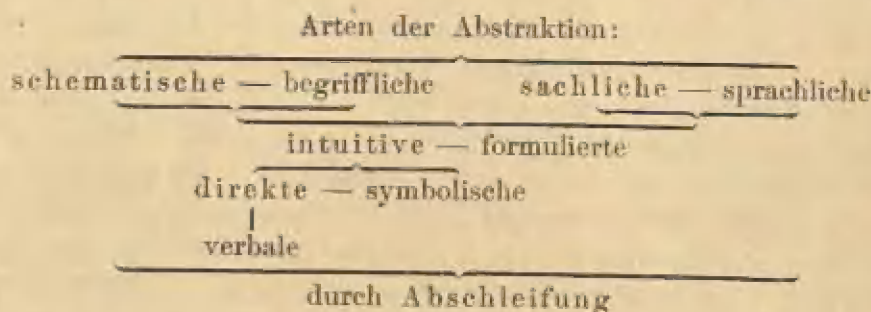 Arten der Abstraktion:
schematische — begriffliche sachliche — sprachliche
intuitive — formulierte
direkte — symbolische
verbale
durch Abschleifung